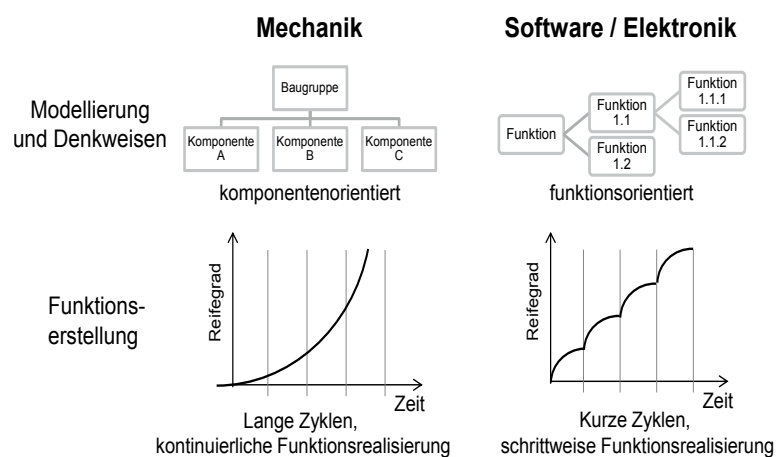 Mechanik
Software / Elektronik
Modellierung
und Denkweisen
Baugruppe
Komponente
A
Komponente
B
Komponente
C
komponentenorientiert
Funktion
Funktion
1.1
Funktion
1.2
Funktion
1.1.1
Funktion
1.1.2
funktionsorientiert
Funktions-
erstellung
Reifegrad
Zeit
Lange Zyklen,
kontinuierliche Funktionsrealisierung
Reifegrad
Zeit
Kurze Zyklen,
schrittweise Funktionsrealisierung